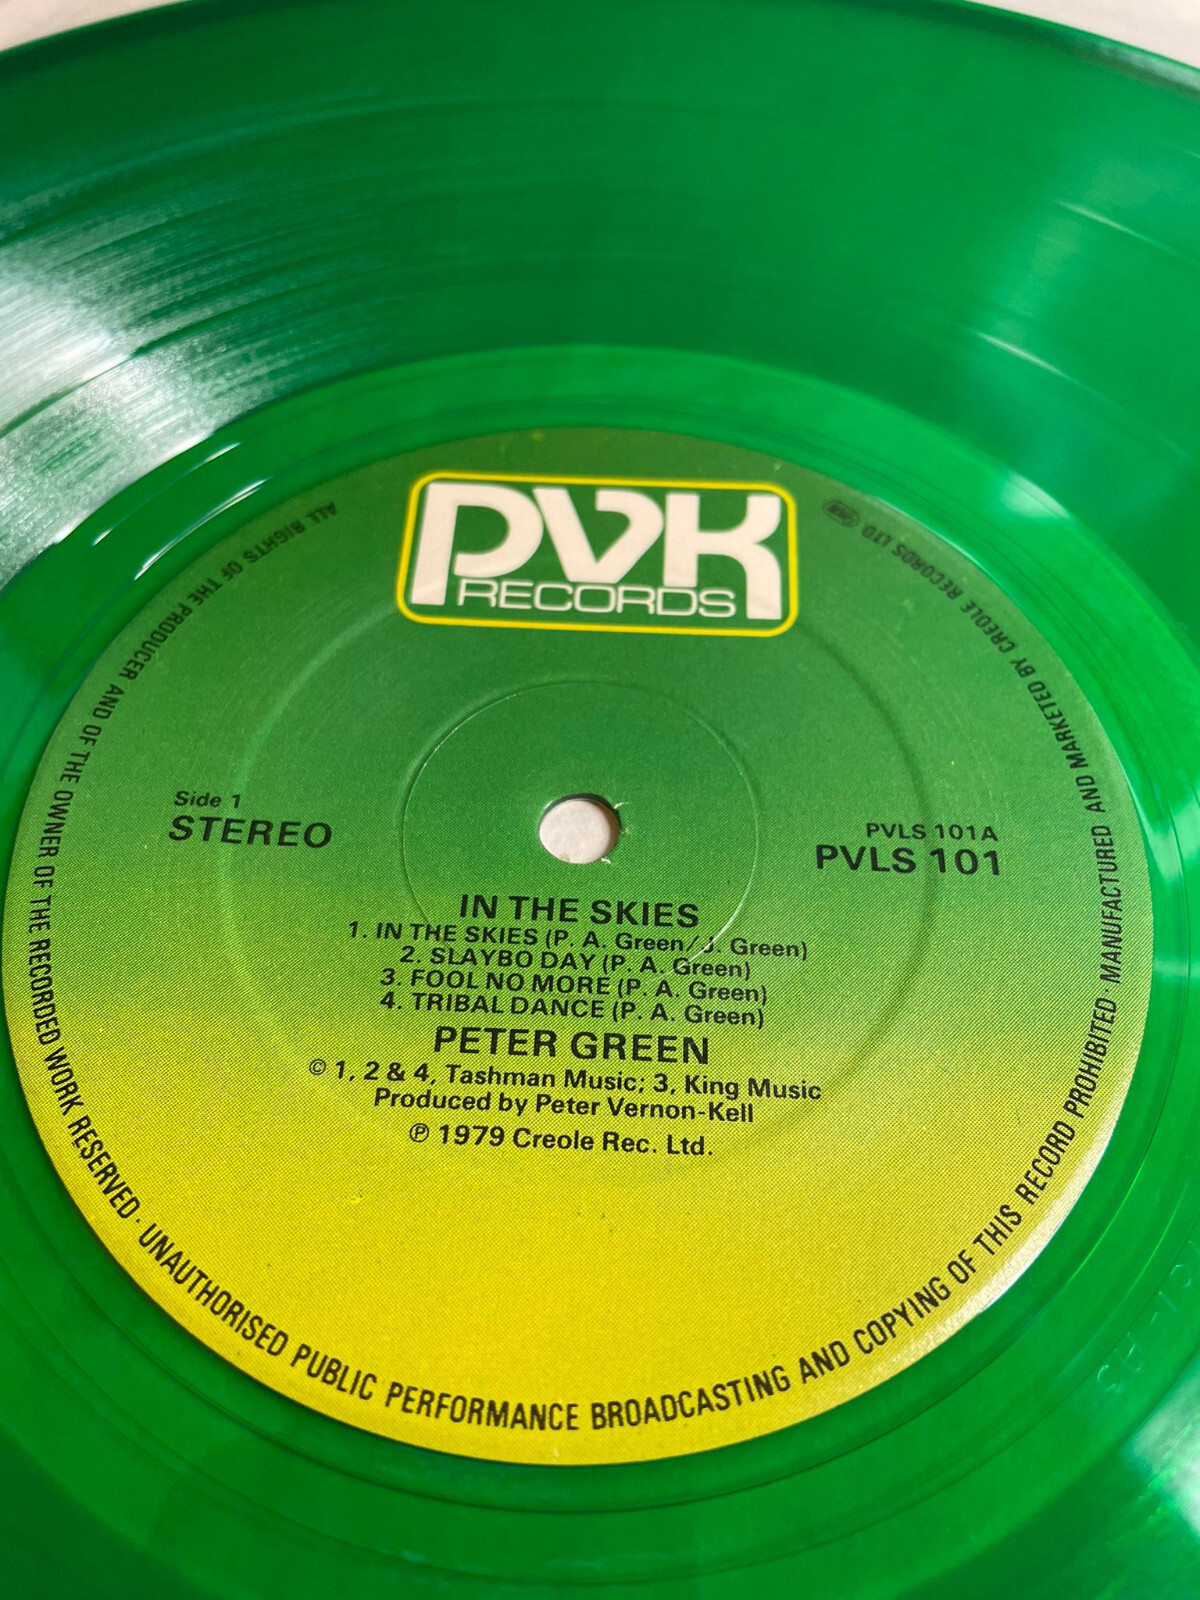 PVK
RECORDS
Side 1
STEREO
PVLS 101A
PVLS 101
IN THE SKIES
1. IN THE SKIES (P. A. Green/J. Green)
2. SLAYBO DAY (P. A. Green)
3. FOOL NO MORE (P. A. Green)
4. TRIBAL DANCE (P. A. Green)
PETER GREEN
© 1, 2 & 4, Tashman Music; 3, King Music
Produced by Peter Vernon-Kell
℗ 1979 Creole Rec. Ltd.
ALL RIGHTS OF THE PRODUCER AND OF THE OWNER OF THE RECORDED WORK RESERVED · UNAUTHORISED PUBLIC PERFORMANCE BROADCASTING AND COPYING OF THIS RECORD PROHIBITED · MANUFACTURED AND MARKETED BY CREOLE RECORDS LTD